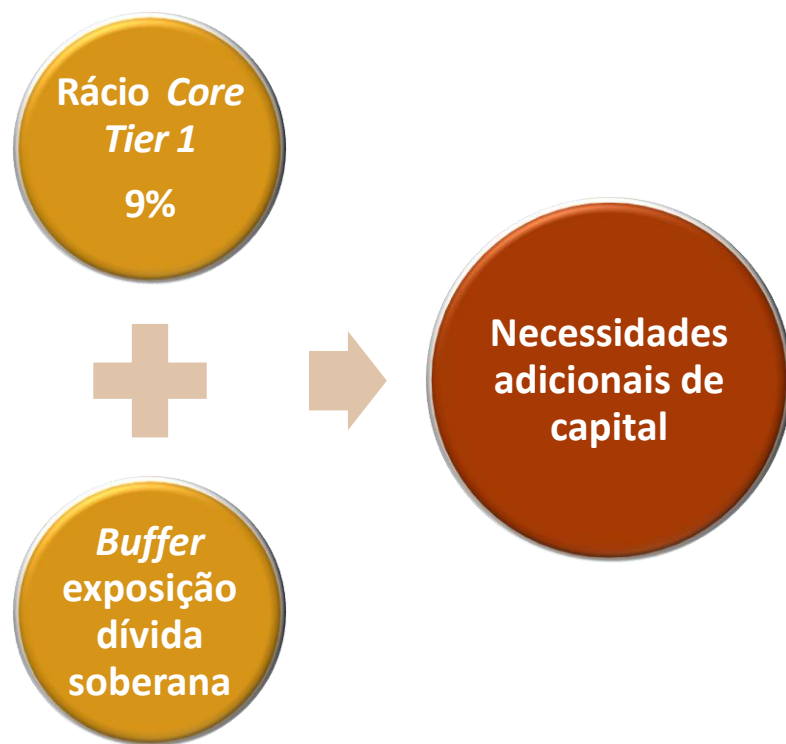 Rácio Core
Tier 1
9%
Necessidades
adicionais de
capital
Buffer
exposição
dívida
soberana